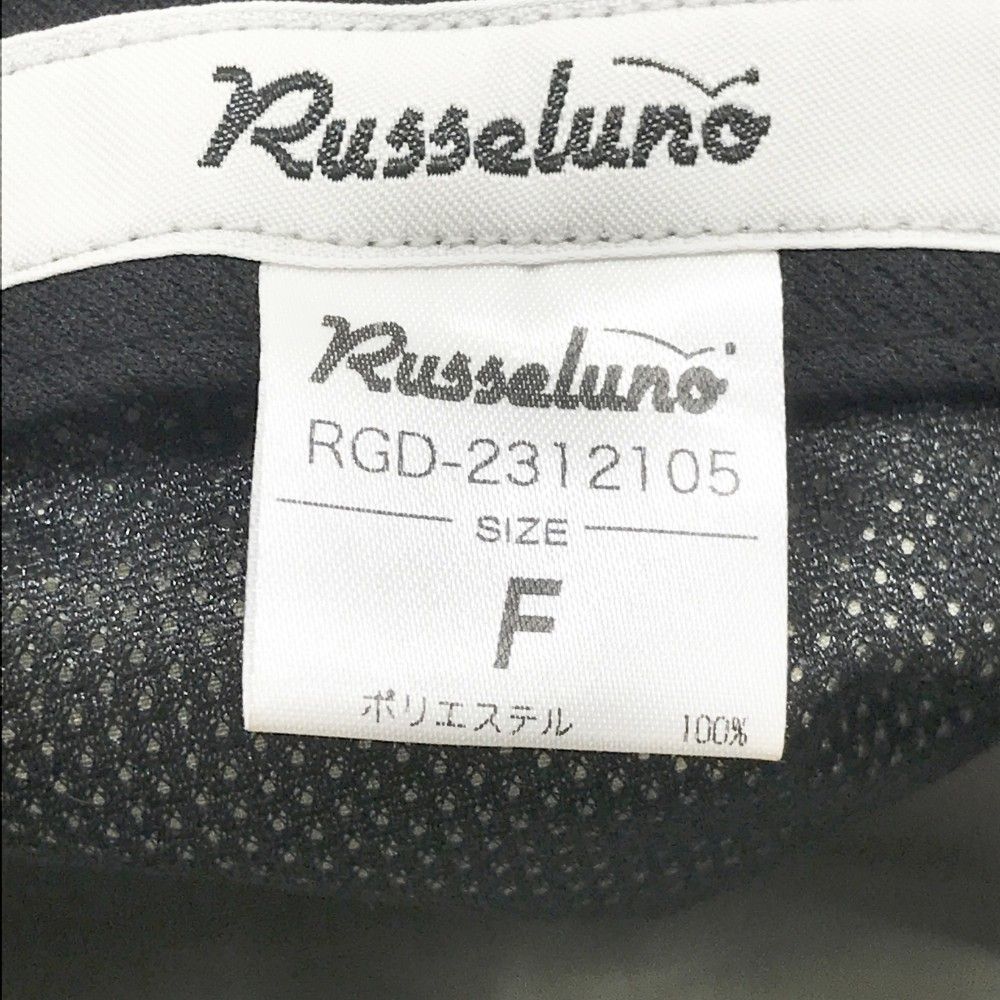 Russeluno
Russeluno
RGD-2312105
SIZE
F
ポリエステル 100%